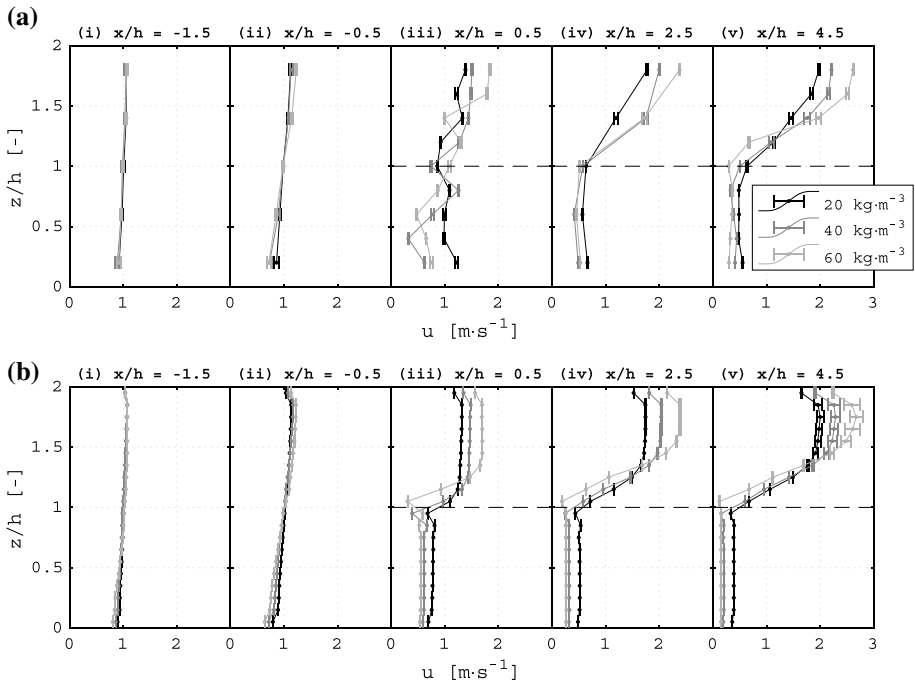 (a)
(i) x/h = -1.5 (ii) x/h = -0.5 (iii) x/h = 0.5 (iv) x/h = 2.5 (v) x/h = 4.5
2
1.5
1
0.5
0
z/h [-]
20 kg·m⁻³
40 kg·m⁻³
60 kg·m⁻³
0 1 2 0 1 2 0 1 2 0 1 2 0 1 2 3
u [m·s⁻¹]
(b)
(i) x/h = -1.5 (ii) x/h = -0.5 (iii) x/h = 0.5 (iv) x/h = 2.5 (v) x/h = 4.5
2
1.5
1
0.5
0
z/h [-]
0 1 2 0 1 2 0 1 2 0 1 2 0 1 2 3
u [m·s⁻¹]